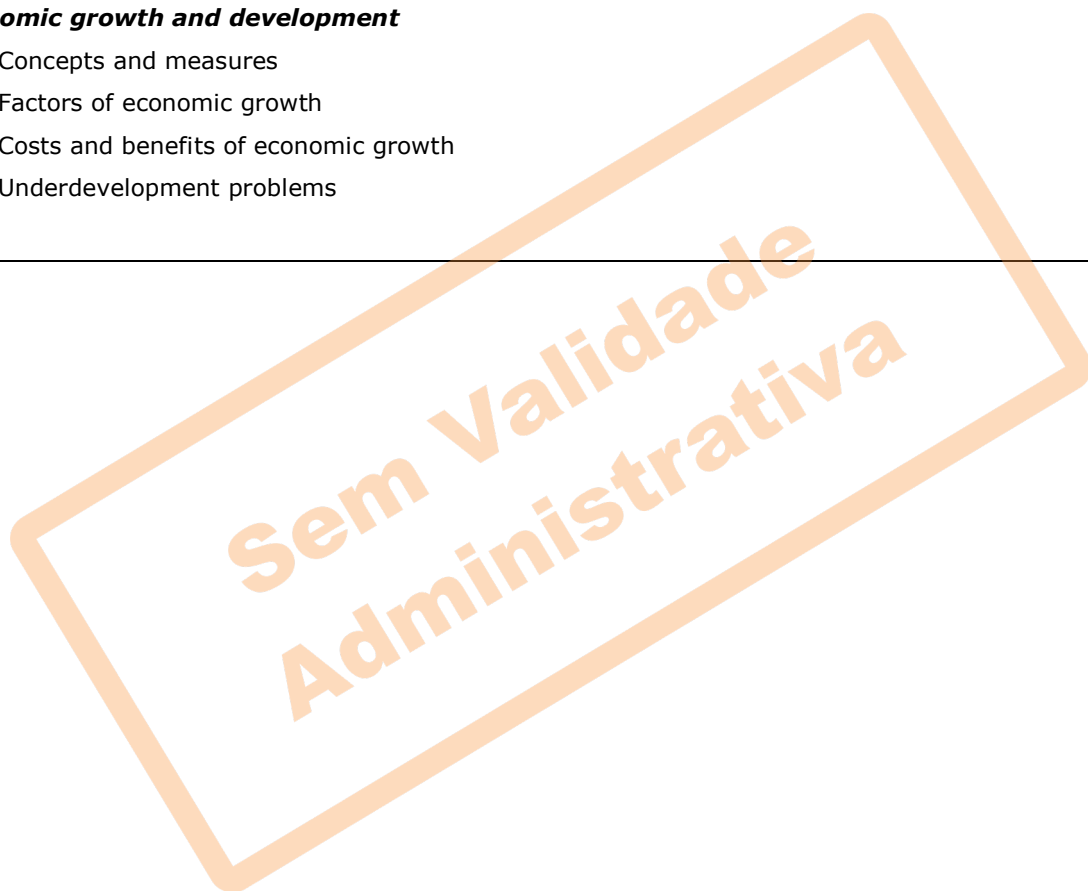 omic growth and development
Concepts and measures
Factors of economic growth
Costs and benefits of economic growth
Underdevelopment problems
Sem Validade
Administrativa